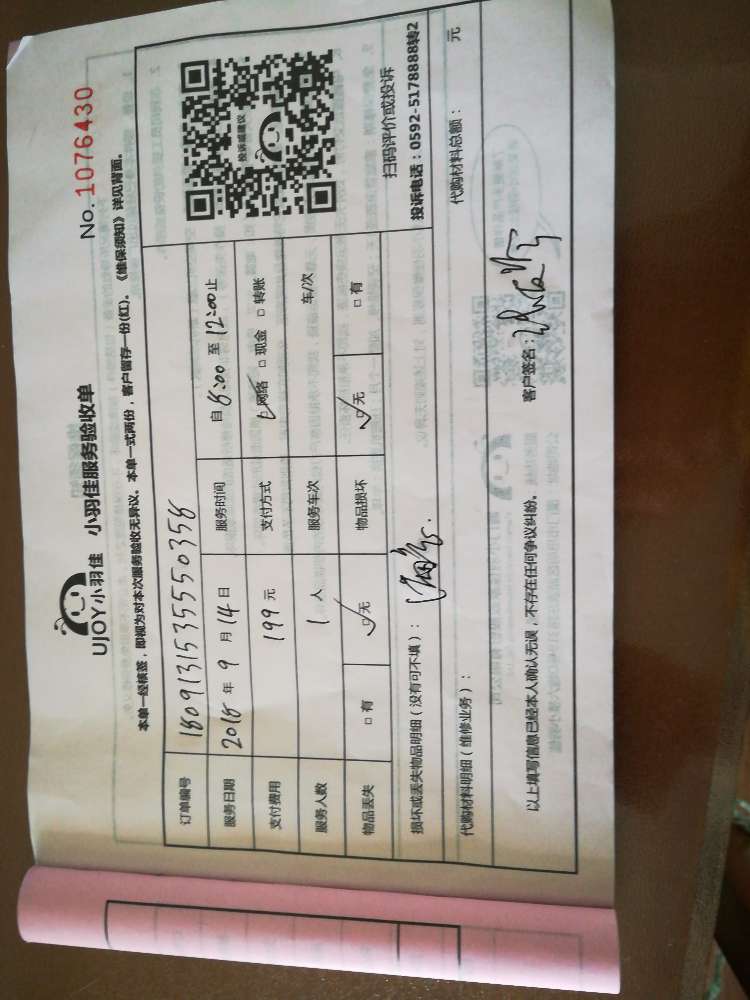 No. 1076430
UJOY小羽佳 小羽佳服务验收单
本单一经核签，即视为对本次服务验收无异议。本单一式两份，客户留存一份(红)。《维保须知》详见背面。
订单编号 18091315355550358
服务日期 2018 年 9 月 14 日 服务时间 自 8:00 至 12:00 止
支付费用 199 元 支付方式 网络 现金 转账
服务人数 1 人 服务车次 车/次
物品丢失 有 无 物品损坏 有 无
投诉或建议
扫码评价或投诉
投诉电话：0592-5178888转2
损坏或丢失物品明细（没有可不填）：
代购材料明细（维修业务）： 代购材料总额： 元
以上填写信息已经本人确认无误，不存在任何争议纠纷。 客户签名：